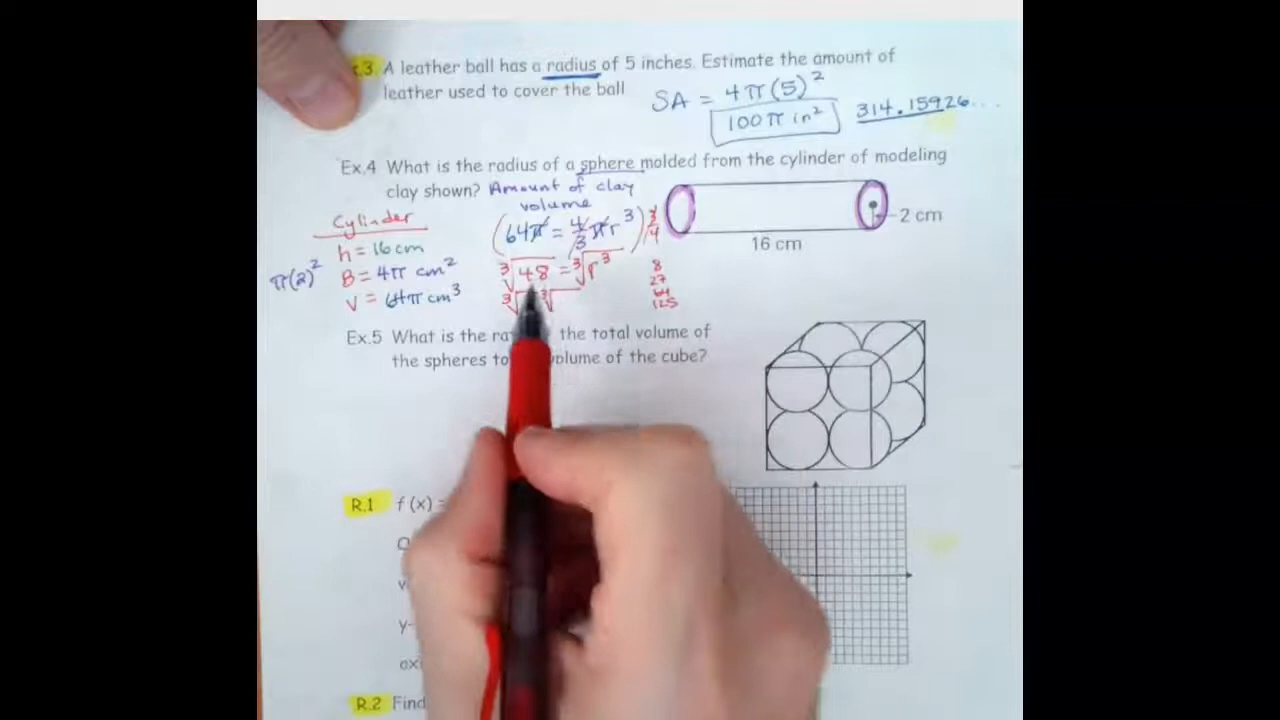 x.3 A leather ball has a radius of 5 inches. Estimate the amount of
leather used to cover the ball
SA = 4π(5)²
100π in²
314.15926...
Ex.4 What is the radius of a sphere molded from the cylinder of modeling
clay shown? Amount of clay
volume
Cylinder
h = 16 cm
π(2)² B = 4π cm²
V = 64π cm³
(64π = 4/3 πr³) 3/4
∛48 = ∛r³
∛ ∛
8
27
64
125
2 cm
16 cm
Ex.5 What is the the total volume of
the spheres to volume of the cube?
R.1 f (x) =
R.2 Find